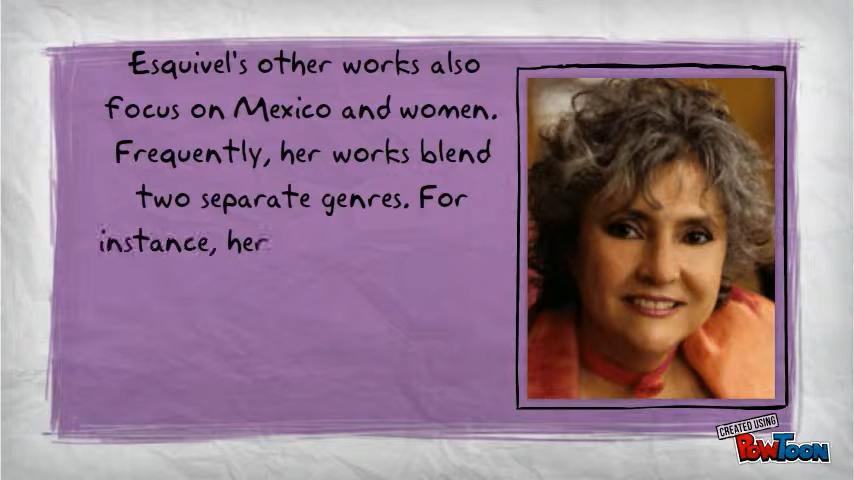 Esquivel's other works also
focus on Mexico and women.
Frequently, her works blend
two separate genres. For
instance, her
CREATED USING
POWTOON